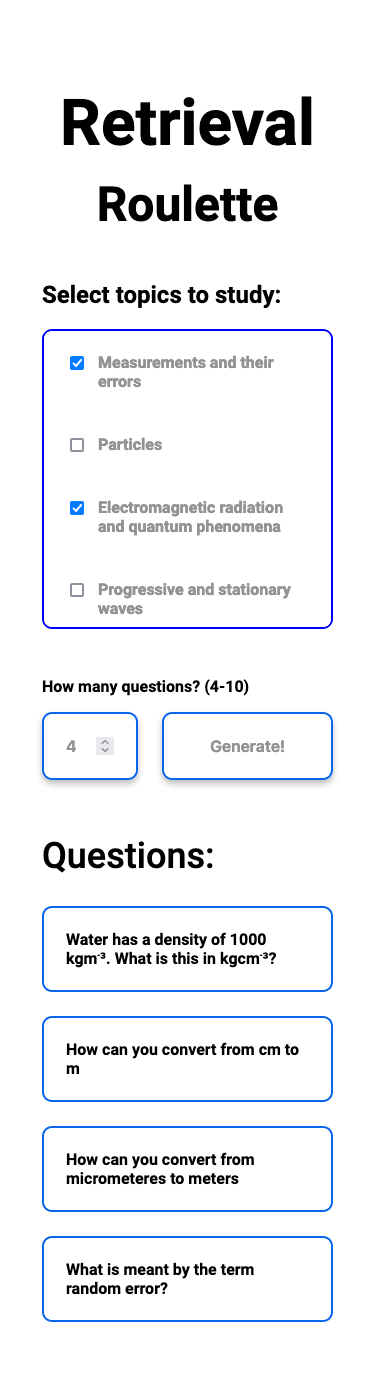 Retrieval
Roulette
Select topics to study:
Measurements and their
errors
Particles
Electromagnetic radiation
and quantum phenomena
Progressive and stationary
waves
How many questions? (4-10)
4
Generate!
Questions:
Water has a density of 1000
kgm⁻³. What is this in kgcm⁻³?
How can you convert from cm to
m
How can you convert from
micrometeres to meters
What is meant by the term
random error?